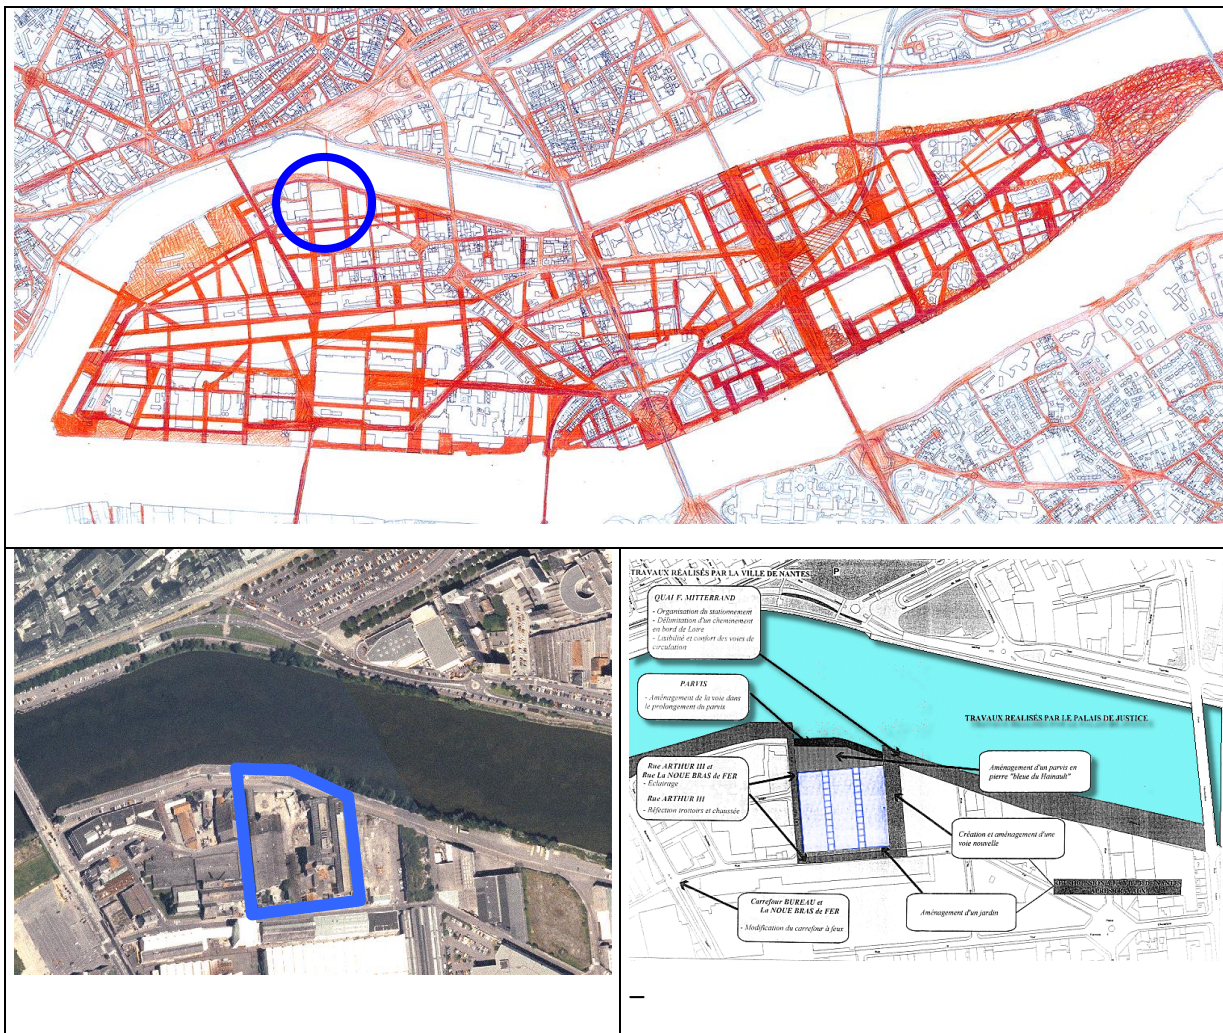 TRAVAUX RÉALISÉS PAR LA VILLE DE NANTES
P
QUAI F. MITTERRAND
- Organisation du stationnement
- Délimitation d'un cheminement
en bord de Loire
- Lisibilité et confort des voies de
circulation
PARVIS
- Aménagement de la voie dans
le prolongement du parvis
TRAVAUX REALISÉS PAR LE PALAIS DE JUSTICE
Rue ARTHUR III et
Rue La NOUE BRAS de FER
- Eclairage
Rue ARTHUR III
- Réfection trottoirs et chaussée
Aménagement d'un parvis en
pierre "bleue du Hainault"
Création et aménagement d'une
voie nouvelle
Carrefour BUREAU et
La NOUE BRAS de FER
- Modification du carrefour à feux
Aménagement d'un jardin